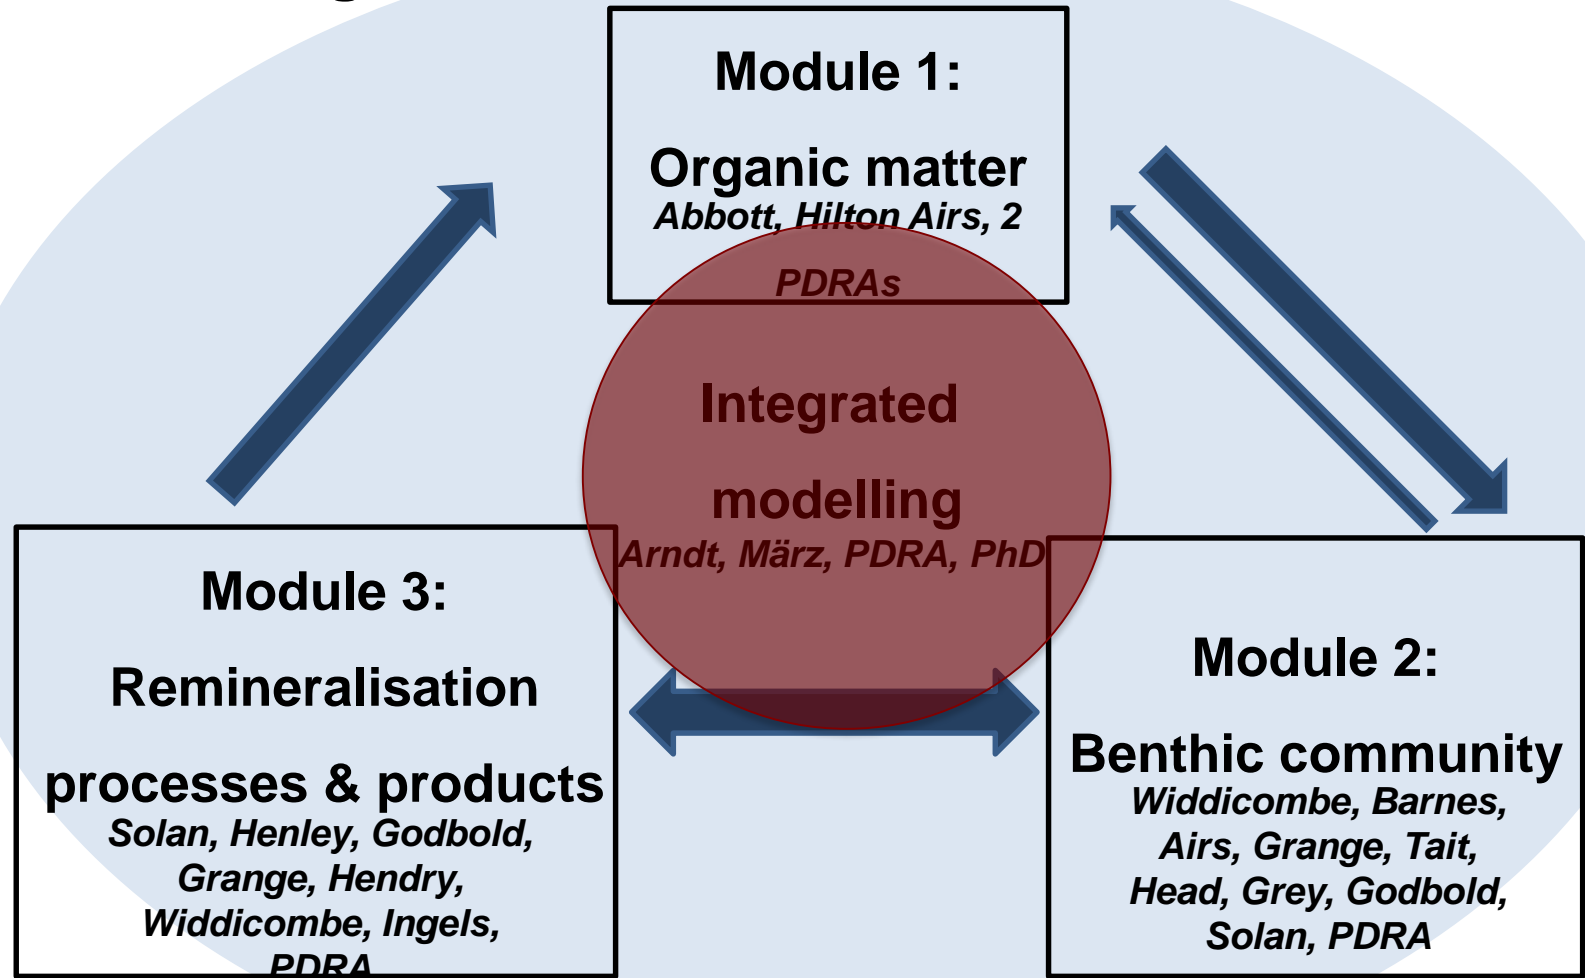 Module 1:
Organic matter
Abbott, Hilton Airs, 2
PDRAs
Integrated
modelling
Arndt, März, PDRA, PhD
Module 3:
Remineralisation
processes & products
Solan, Henley, Godbold,
Grange, Hendry,
Widdicombe, Ingels,
PDRA
Module 2:
Benthic community
Widdicombe, Barnes,
Airs, Grange, Tait,
Head, Grey, Godbold,
Solan, PDRA